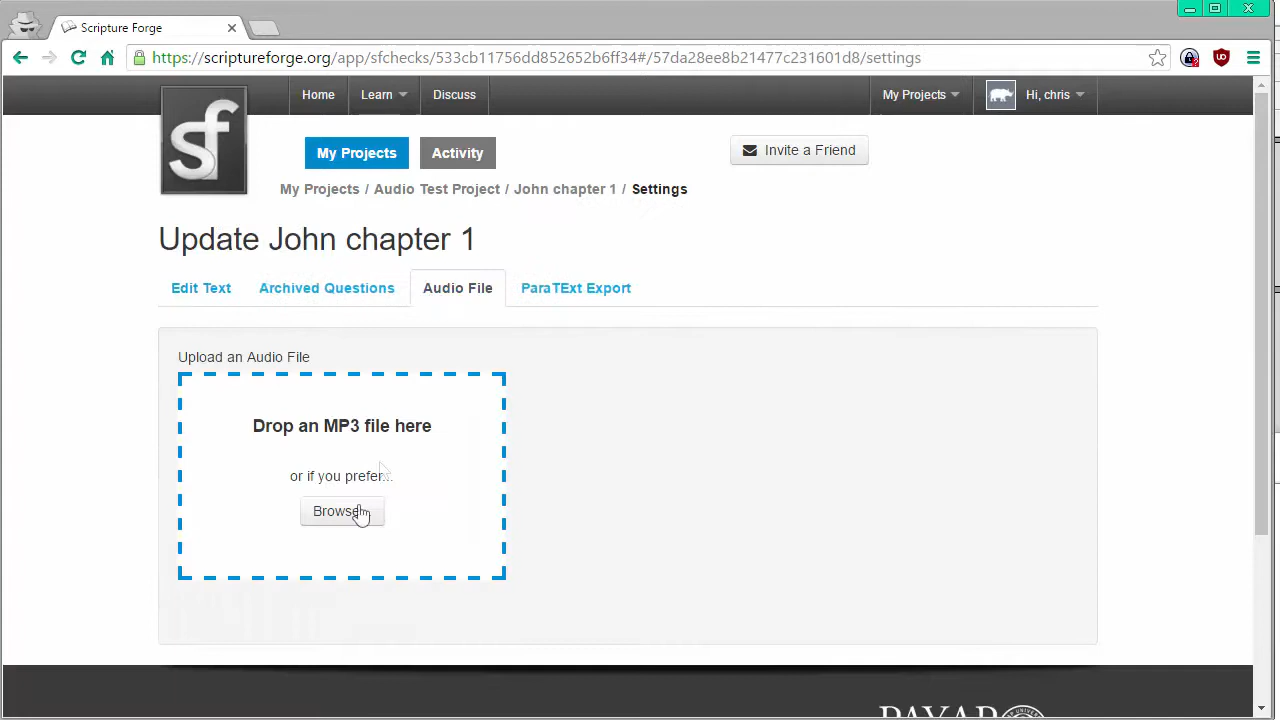 Scripture Forge
https://scriptureforge.org/app/sfchecks/533cb11756dd852652b6ff34#/57da28ee8b21477c231601d8/settings
sf
Home Learn Discuss My Projects Hi, chris
My Projects Activity Invite a Friend
My Projects / Audio Test Project / John chapter 1 / Settings
Update John chapter 1
Edit Text Archived Questions Audio File ParaTExt Export
Upload an Audio File
Drop an MP3 file here
or if you prefer...